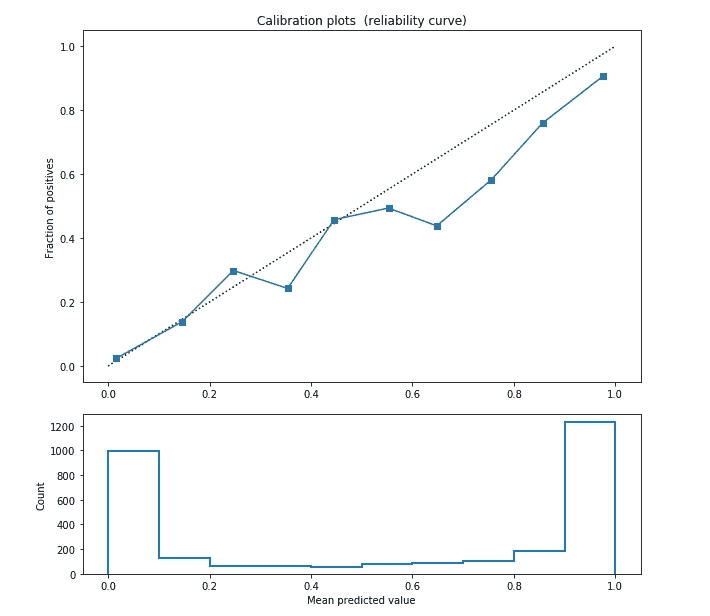 Calibration plots (reliability curve)
1.0
0.8
0.6
0.4
0.2
0.0
Fraction of positives
0.0 0.2 0.4 0.6 0.8 1.0
1200
1000
800
600
400
200
0
Count
0.0 0.2 0.4 0.6 0.8 1.0
Mean predicted value